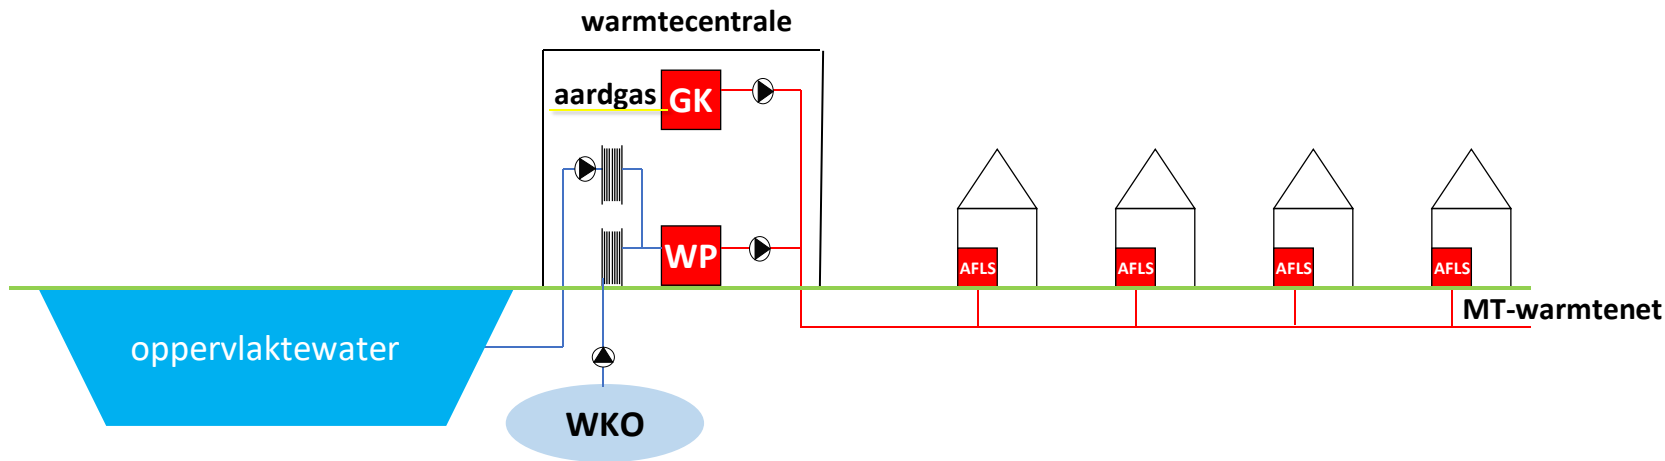 warmtecentrale
aardgas
GK
WP
AFLS
AFLS
AFLS
AFLS
MT-warmtenet
oppervlaktewater
WKO